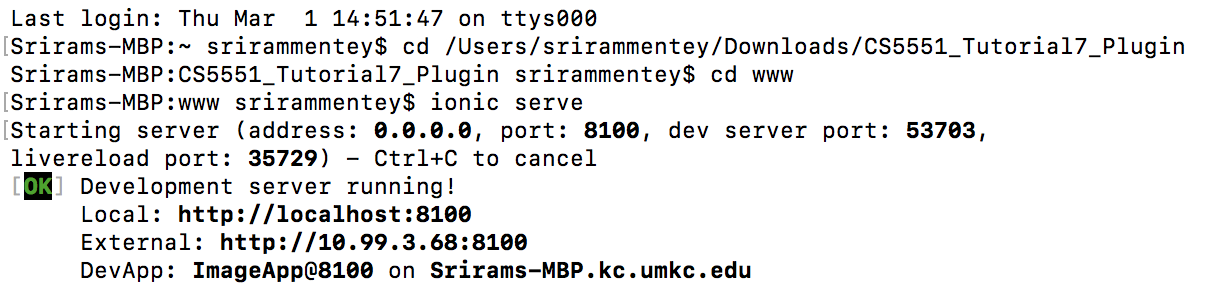 Last login: Thu Mar  1 14:51:47 on ttys000
[Srirams-MBP:~ srirammentey$ cd /Users/srirammentey/Downloads/CS5551_Tutorial7_Plugin
Srirams-MBP:CS5551_Tutorial7_Plugin srirammentey$ cd www
[Srirams-MBP:www srirammentey$ ionic serve
[Starting server (address: 0.0.0.0, port: 8100, dev server port: 53703,
livereload port: 35729) – Ctrl+C to cancel
[OK] Development server running!
Local: http://localhost:8100
External: http://10.99.3.68:8100
DevApp: ImageApp@8100 on Srirams-MBP.kc.umkc.edu